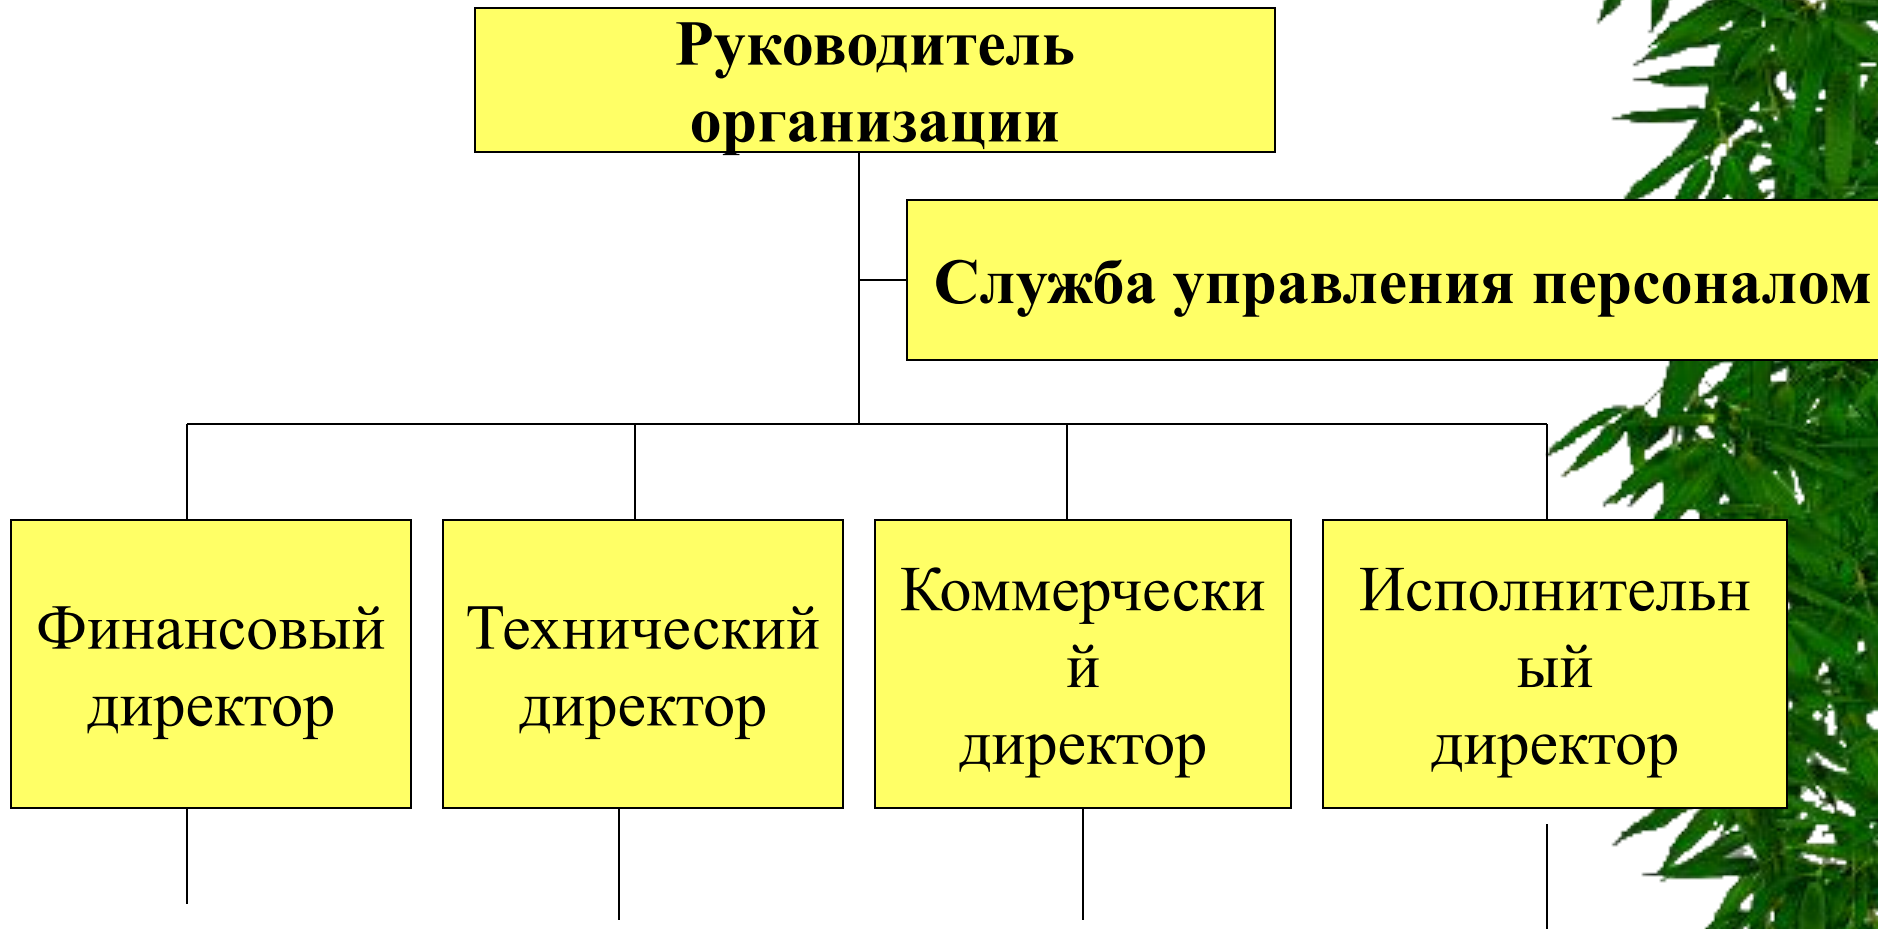 Руководитель
организации
Служба управления персоналом
Финансовый
директор
Технический
директор
Коммерчески
й
директор
Исполнительн
ый
директор